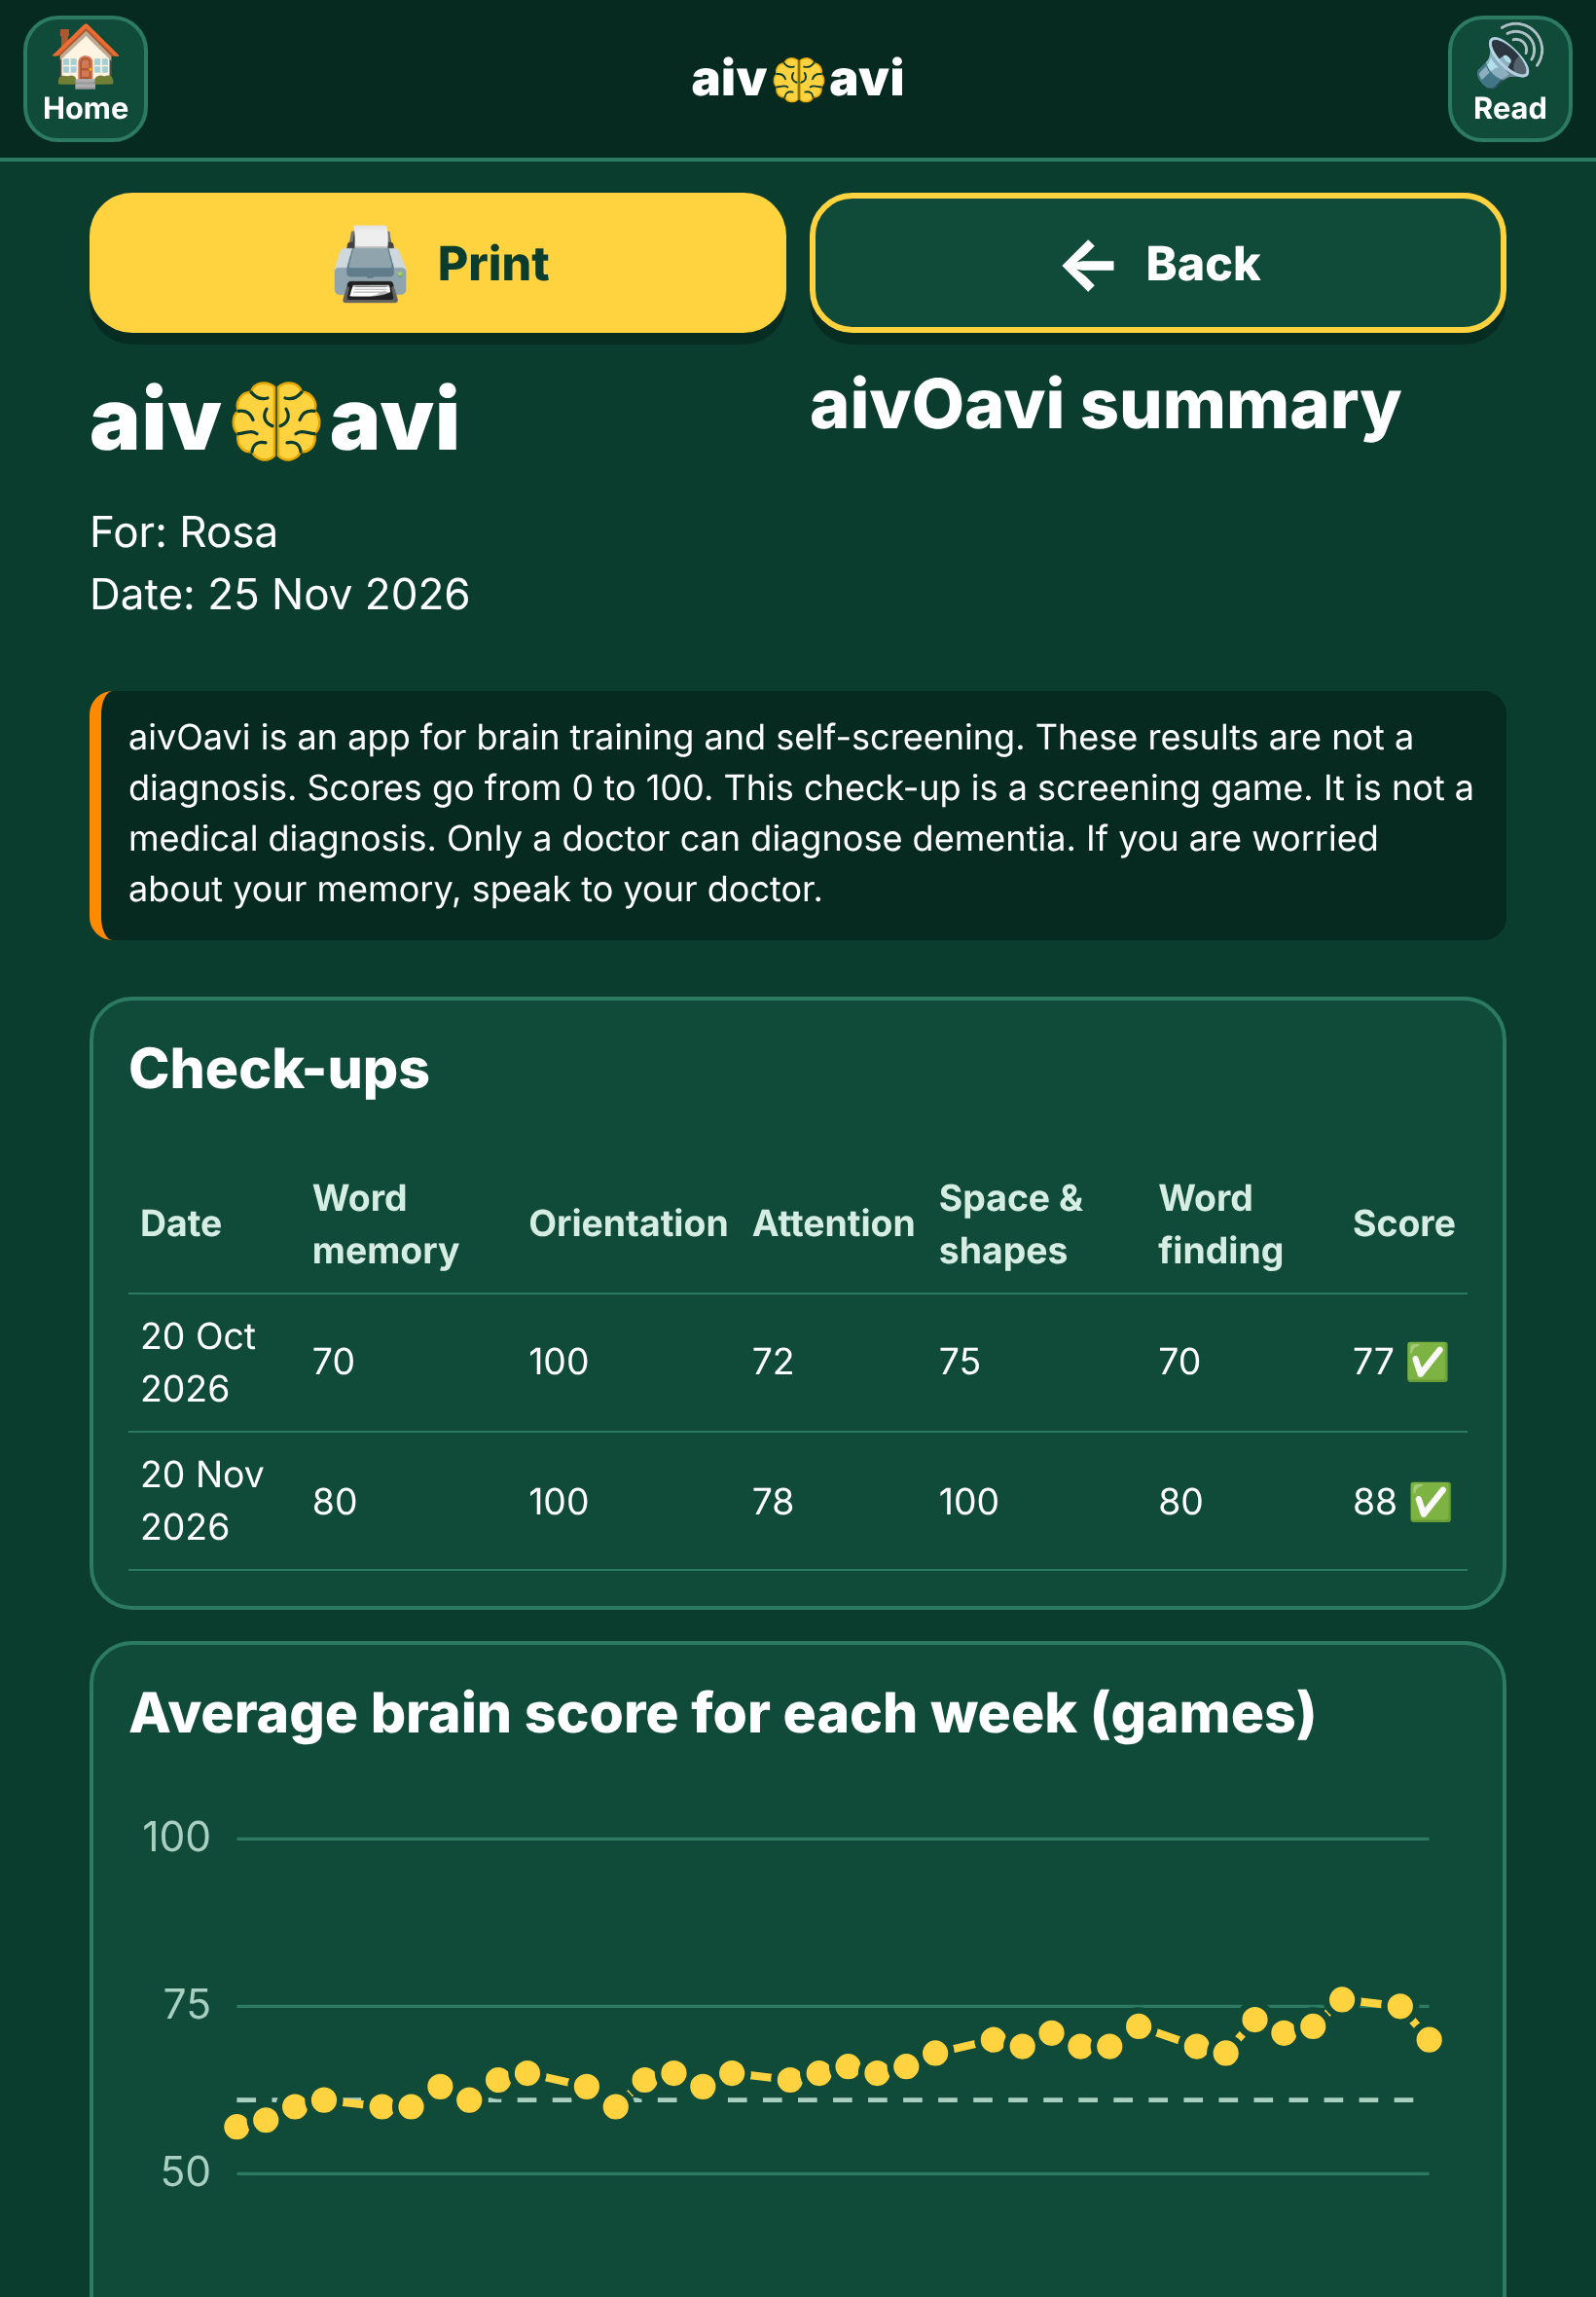 Home
aivavi
Read
Print
Back
aivavi
aivOavi summary
For: Rosa
Date: 25 Nov 2026
aivOavi is an app for brain training and self-screening. These results are not a
diagnosis. Scores go from 0 to 100. This check-up is a screening game. It is not a
medical diagnosis. Only a doctor can diagnose dementia. If you are worried
about your memory, speak to your doctor.
Check-ups
Date Word memory Orientation Attention Space & shapes Word finding Score
20 Oct 2026 70 100 72 75 70 77
20 Nov 2026 80 100 78 100 80 88
Average brain score for each week (games)
100
75
50